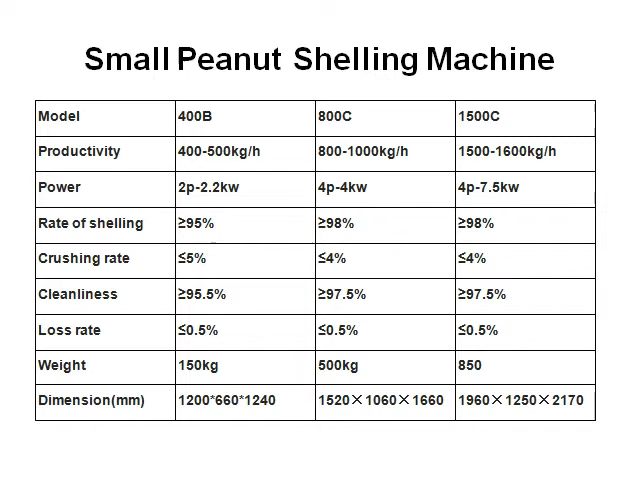 Small Peanut Shelling Machine
Model 400B 800C 1500C
Productivity 400-500kg/h 800-1000kg/h 1500-1600kg/h
Power 2p-2.2kw 4p-4kw 4p-7.5kw
Rate of shelling ≥95% ≥98% ≥98%
Crushing rate ≤5% ≤4% ≤4%
Cleanliness ≥95.5% ≥97.5% ≥97.5%
Loss rate ≤0.5% ≤0.5% ≤0.5%
Weight 150kg 500kg 850
Dimension(mm) 1200*660*1240 1520×1060×1660 1960×1250×2170